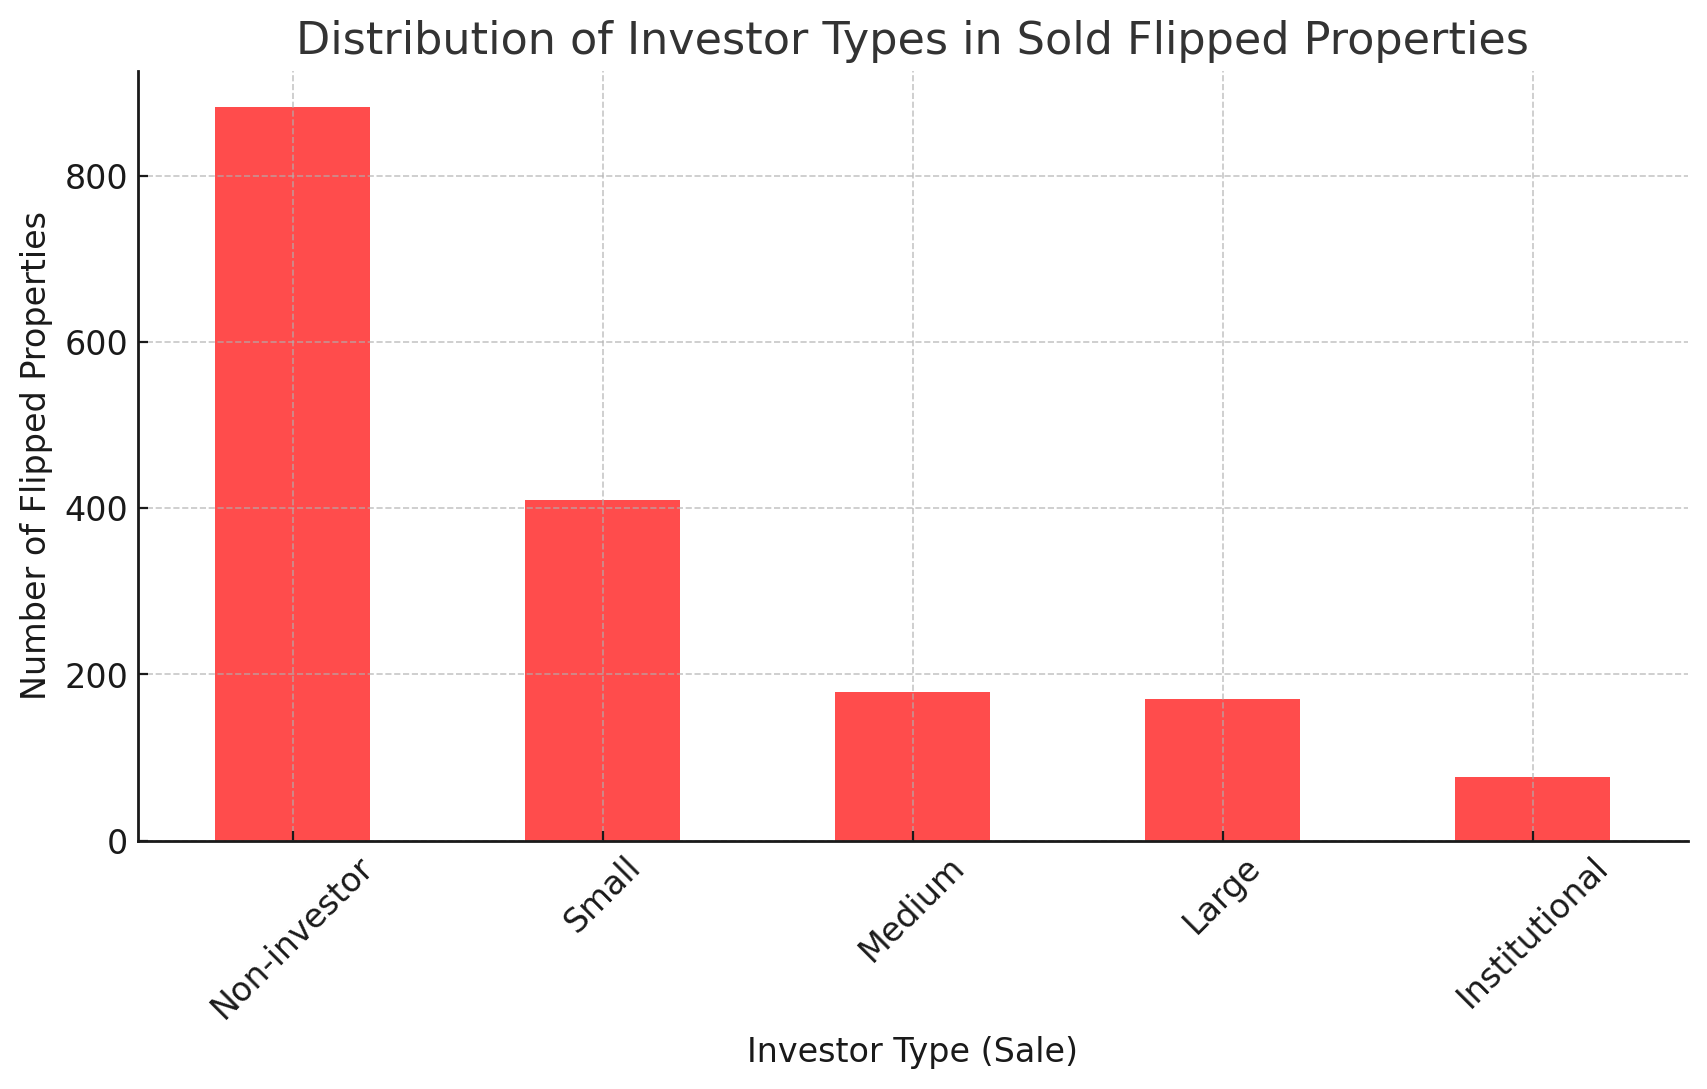 Distribution of Investor Types in Sold Flipped Properties
Number of Flipped Properties
800
600
400
200
0
Non-investor
Small
Medium
Large
Institutional
Investor Type (Sale)